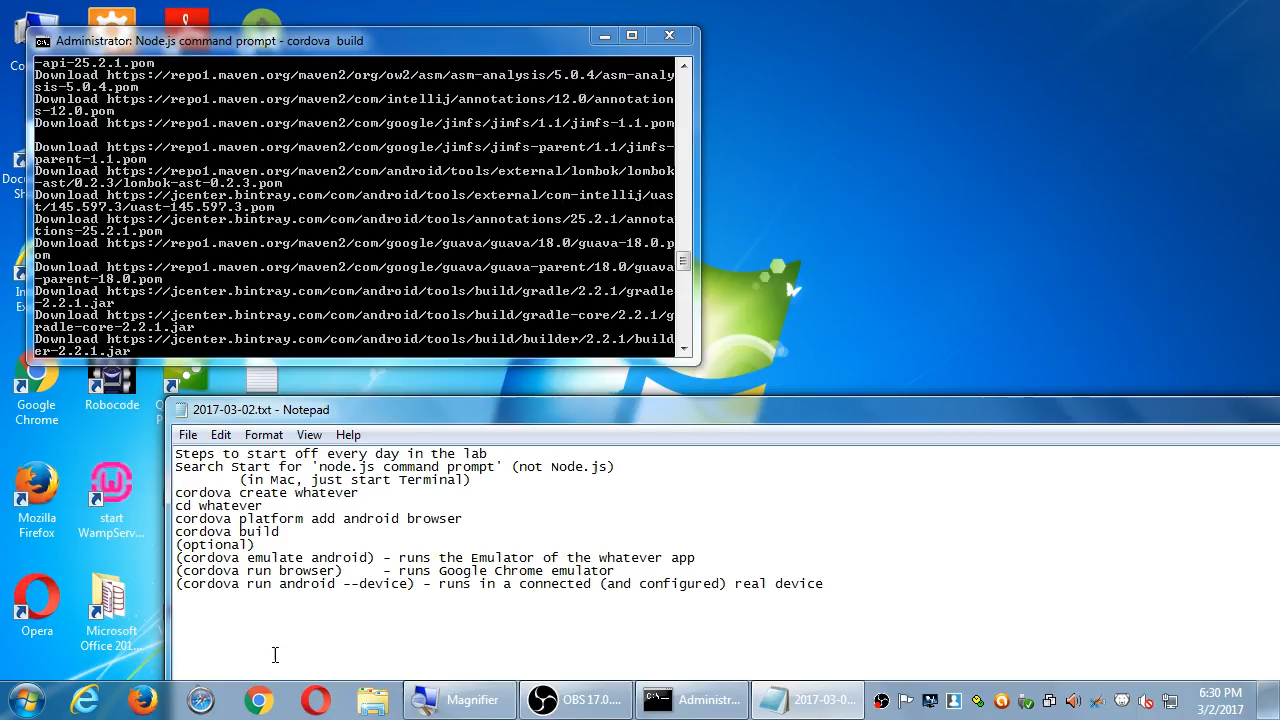 Administrator: Node.js command prompt - cordova  build
-api-25.2.1.pom
Download https://repo1.maven.org/maven2/org/ow2/asm/asm-analysis/5.0.4/asm-analy
sis-5.0.4.pom
Download https://repo1.maven.org/maven2/com/intellij/annotations/12.0/annotation
s-12.0.pom
Download https://repo1.maven.org/maven2/com/google/jimfs/jimfs/1.1/jimfs-1.1.pom
Download https://repo1.maven.org/maven2/com/google/jimfs/jimfs-parent/1.1/jimfs-
parent-1.1.pom
Download https://repo1.maven.org/maven2/com/android/tools/external/lombok/lombok
-ast/0.2.3/lombok-ast-0.2.3.pom
Download https://jcenter.bintray.com/com/android/tools/external/com-intellij/uas
t/145.597.3/uast-145.597.3.pom
Download https://jcenter.bintray.com/com/android/tools/annotations/25.2.1/annota
tions-25.2.1.pom
Download https://repo1.maven.org/maven2/com/google/guava/guava/18.0/guava-18.0.p
om
Download https://repo1.maven.org/maven2/com/google/guava/guava-parent/18.0/guava
-parent-18.0.pom
Download https://jcenter.bintray.com/com/android/tools/build/gradle/2.2.1/gradle
-2.2.1.jar
Download https://jcenter.bintray.com/com/android/tools/build/gradle-core/2.2.1/g
radle-core-2.2.1.jar
Download https://jcenter.bintray.com/com/android/tools/build/builder/2.2.1/build
er-2.2.1.jar
Google
Chrome
Robocode
Mozilla
Firefox
start
WampServ...
Opera
Microsoft
Office 201...
2017-03-02.txt - Notepad
File Edit Format View Help
Steps to start off every day in the lab
Search Start for 'node.js command prompt' (not Node.js)
(in Mac, just start Terminal)
cordova create whatever
cd whatever
cordova platform add android browser
cordova build
(optional)
(cordova emulate android) - runs the Emulator of the whatever app
(cordova run browser)     - runs Google Chrome emulator
(cordova run android --device) - runs in a connected (and configured) real device
Magnifier
OBS 17.0....
Administr...
2017-03-0...
6:30 PM
3/2/2017